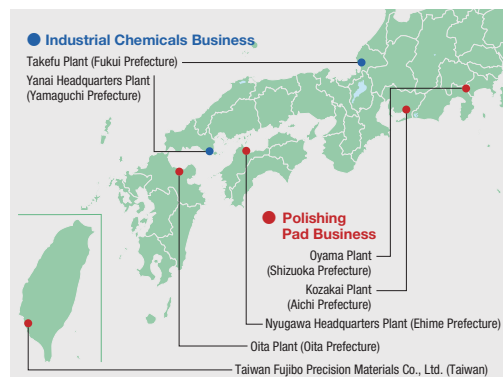 Industrial Chemicals Business
Takefu Plant (Fukui Prefecture)
Yanai Headquarters Plant
(Yamaguchi Prefecture)
Polishing
Pad Business
Oyama Plant
(Shizuoka Prefecture)
Kozakai Plant
(Aichi Prefecture)
Nyugawa Headquarters Plant (Ehime Prefecture)
Oita Plant (Oita Prefecture)
Taiwan Fujibo Precision Materials Co., Ltd. (Taiwan)